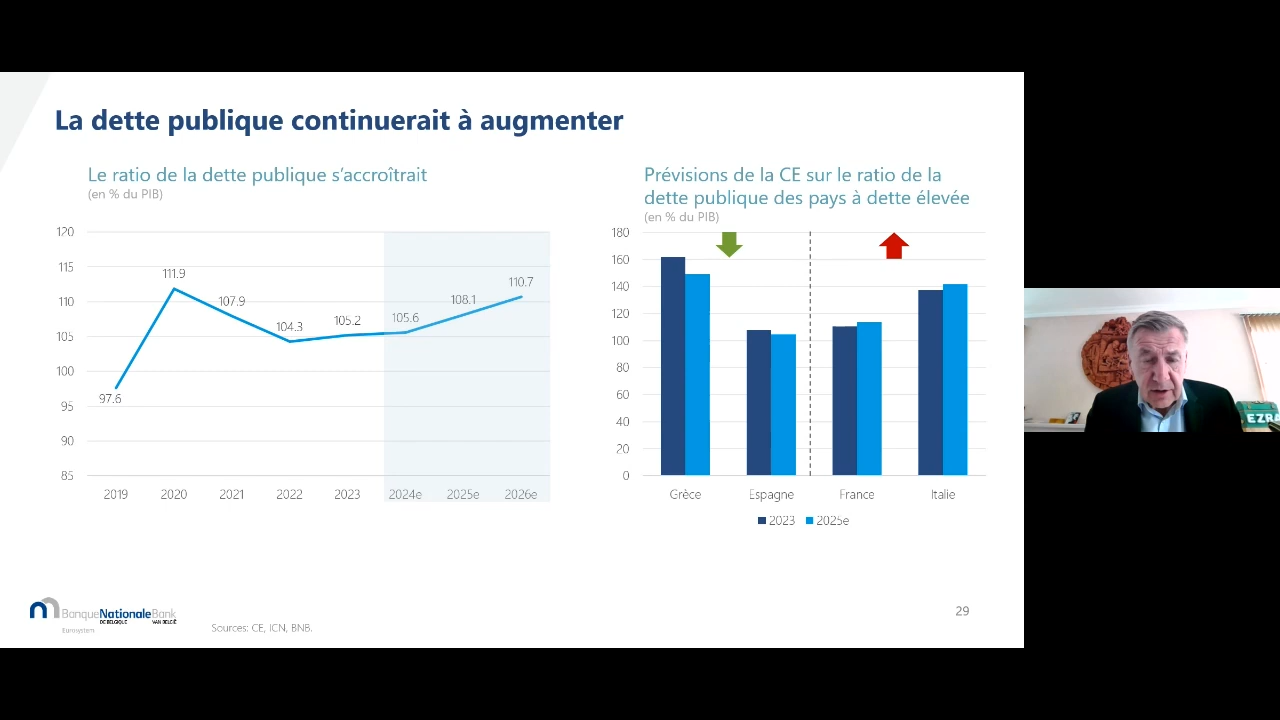 La dette publique continuerait à augmenter
Le ratio de la dette publique s’accroîtrait
(en % du PIB)
120
115
110
105
100
95
90
85
97.6
111.9
107.9
104.3
105.2
105.6
108.1
110.7
2019
2020
2021
2022
2023
2024e
2025e
2026e
Prévisions de la CE sur le ratio de la
dette publique des pays à dette élevée
(en % du PIB)
180
160
140
120
100
80
60
40
20
0
Grèce
Espagne
France
Italie
2023
2025e
BanqueNationaleBank
DE BELGIQUE VAN BELGIË
Eurosystem
Sources: CE, ICN, BNB.
29
EZRA